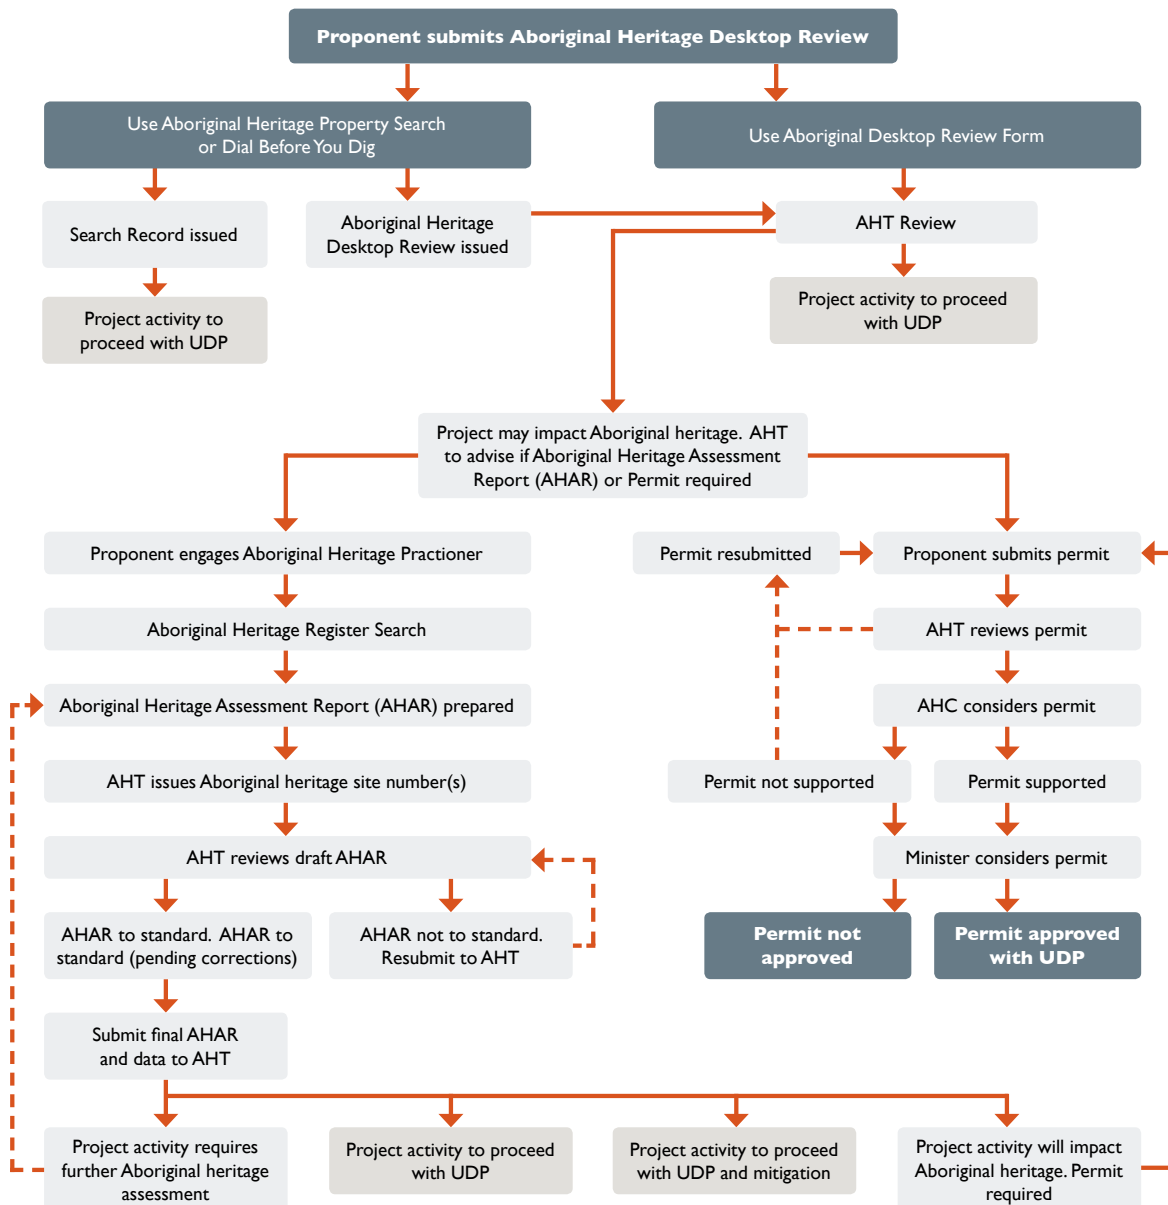 Proponent submits Aboriginal Heritage Desktop Review
Use Aboriginal Heritage Property Search
or Dial Before You Dig
Use Aboriginal Desktop Review Form
Search Record issued
Aboriginal Heritage
Desktop Review issued
AHT Review
Project activity to
proceed with UDP
Project activity to proceed
with UDP
Project may impact Aboriginal heritage. AHT
to advise if Aboriginal Heritage Assessment
Report (AHAR) or Permit required
Proponent engages Aboriginal Heritage Practioner
Permit resubmitted
Proponent submits permit
Aboriginal Heritage Register Search
AHT reviews permit
Aboriginal Heritage Assessment Report (AHAR) prepared
AHC considers permit
AHT issues Aboriginal heritage site number(s)
Permit not supported
Permit supported
AHT reviews draft AHAR
Minister considers permit
AHAR to standard. AHAR to
standard (pending corrections)
AHAR not to standard.
Resubmit to AHT
Permit not
approved
Permit approved
with UDP
Submit final AHAR
and data to AHT
Project activity requires
further Aboriginal heritage
assessment
Project activity to proceed
with UDP
Project activity to proceed
with UDP and mitigation
Project activity will impact
Aboriginal heritage. Permit
required